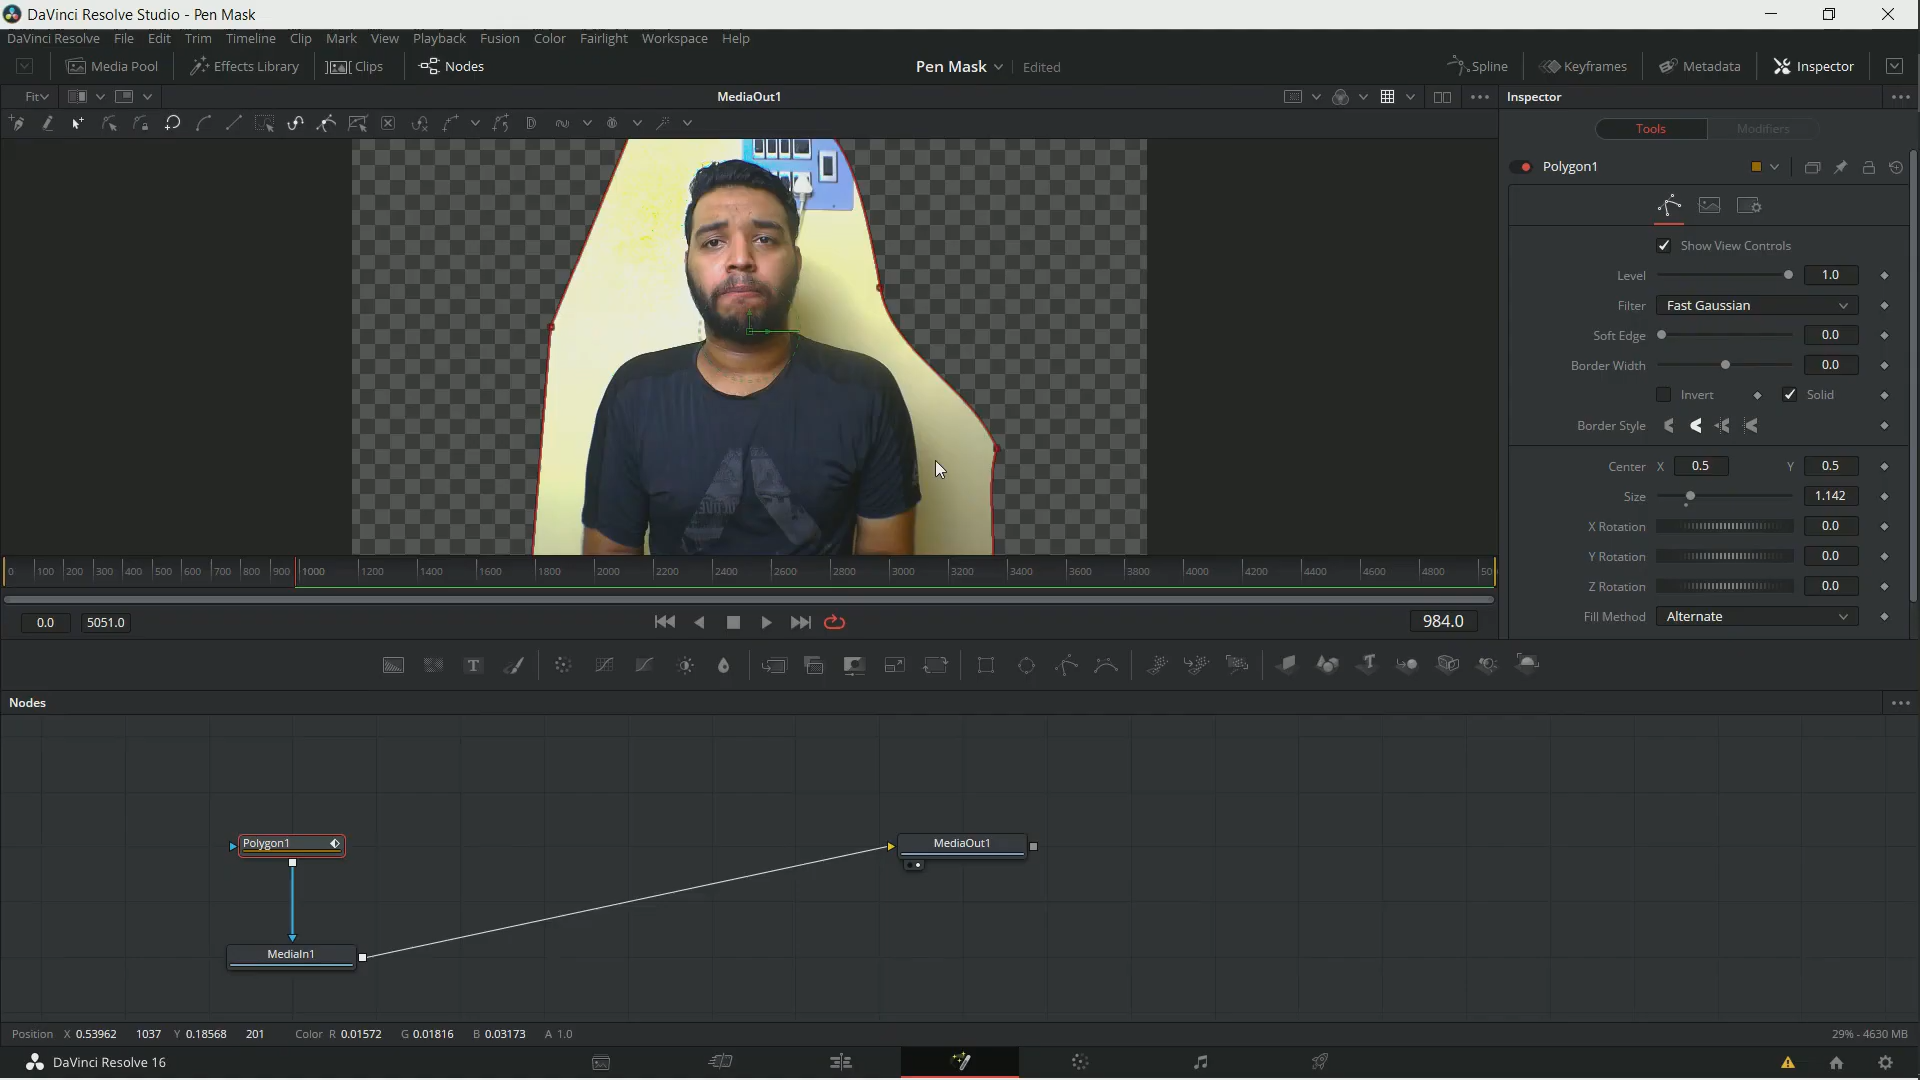 DaVinci Resolve Studio - Pen Mask
DaVinci Resolve File Edit Trim Timeline Clip Mark View Playback Fusion Color Fairlight Workspace Help
Media Pool Effects Library Clips Nodes Pen Mask Edited Spline Keyframes Metadata Inspector
Fit MediaOut1 Inspector
Tools Modifiers
Polygon1
Show View Controls
Level 1.0
Filter Fast Gaussian
Soft Edge 0.0
Border Width 0.0
Invert Solid
Border Style
Center X 0.5 Y 0.5
Size 1.142
X Rotation 0.0
Y Rotation 0.0
Z Rotation 0.0
Fill Method Alternate
0 100 200 300 400 500 600 700 800 900 1000 1200 1400 1600 1800 2000 2200 2400 2600 2800 3000 3200 3400 3600 3800 4000 4200 4400 4600 4800 50
0.0 5051.0 984.0
Nodes
Polygon1
MediaOut1
MediaIn1
Position X 0.53962 1037 Y 0.18568 201 Color R 0.01572 G 0.01816 B 0.03173 A 1.0 29% - 4630 MB
DaVinci Resolve 16